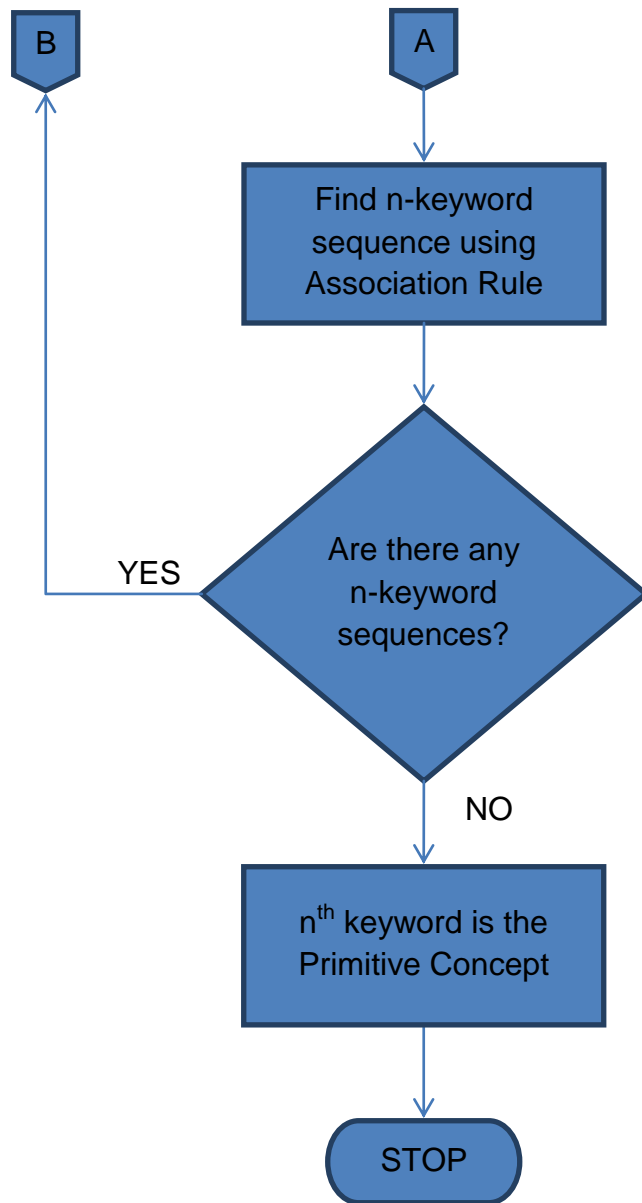 B
A
Find n-keyword
sequence using
Association Rule
Are there any
n-keyword
sequences?
YES
NO
nth keyword is the
Primitive Concept
STOP